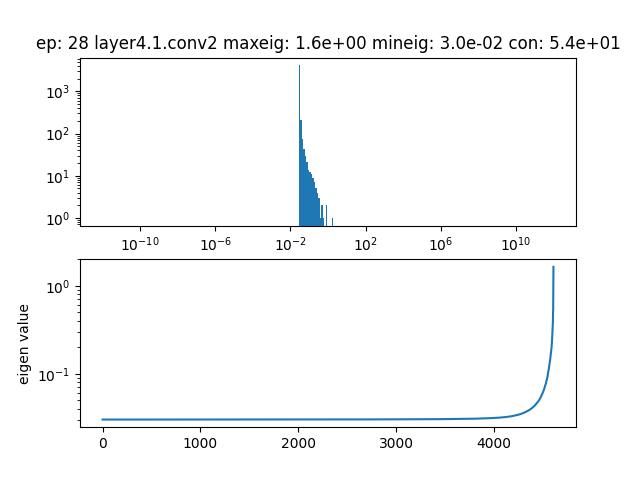 ep: 28 layer4.1.conv2 maxeig: 1.6e+00 mineig: 3.0e-02 con: 5.4e+01
10³
10²
10¹
10⁰
10⁻¹⁰ 10⁻⁶ 10⁻² 10² 10⁶ 10¹⁰
eigen value
10⁰
10⁻¹
0 1000 2000 3000 4000